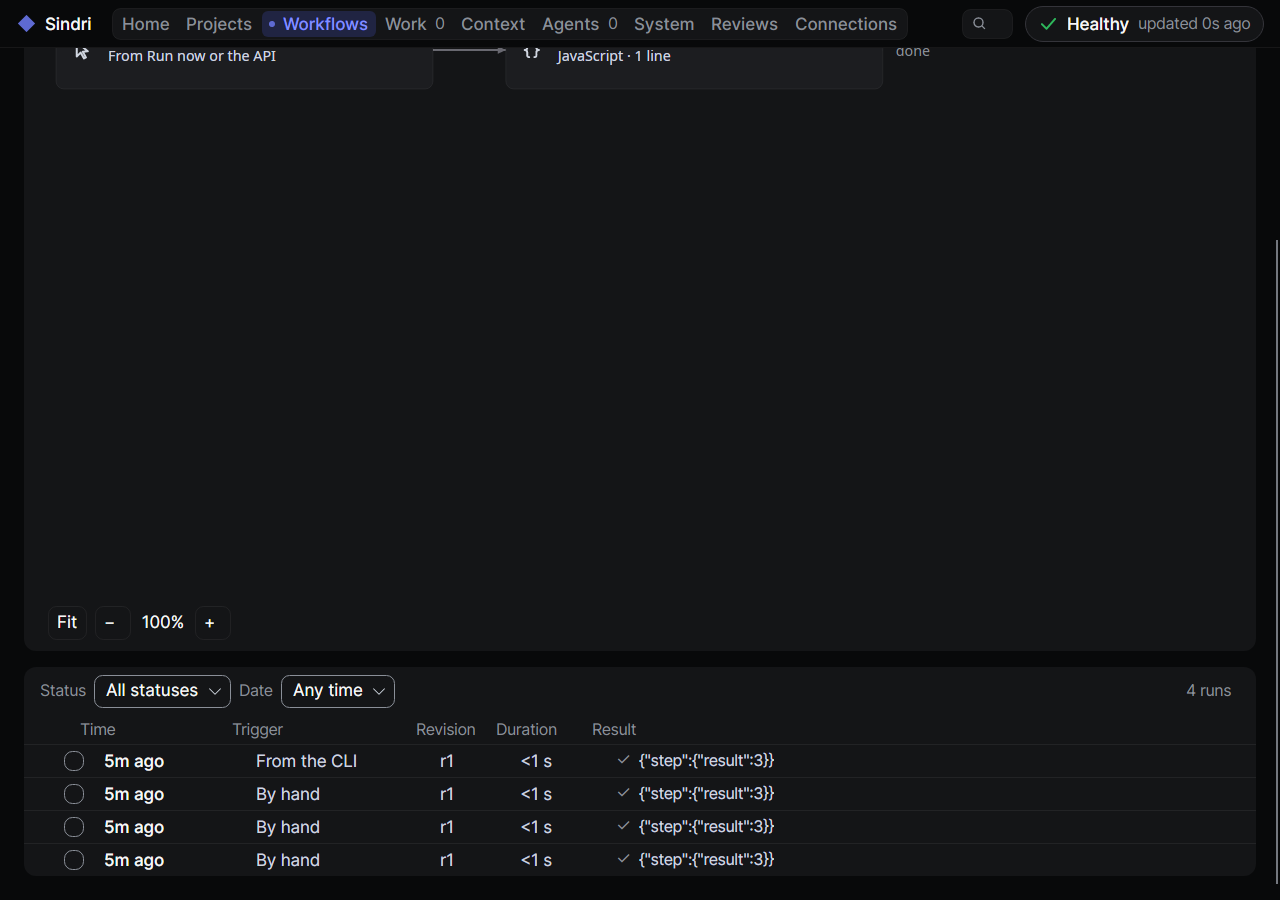 Sindri Home Projects Workflows Work 0 Context Agents 0 System Reviews Connections Healthy updated 0s ago
From Run now or the API
{} JavaScript · 1 line
done
Fit − 100% +
Status All statuses Date Any time 4 runs
Time Trigger Revision Duration Result
5m ago From the CLI r1 <1 s {"step":{"result":3}}
5m ago By hand r1 <1 s {"step":{"result":3}}
5m ago By hand r1 <1 s {"step":{"result":3}}
5m ago By hand r1 <1 s {"step":{"result":3}}